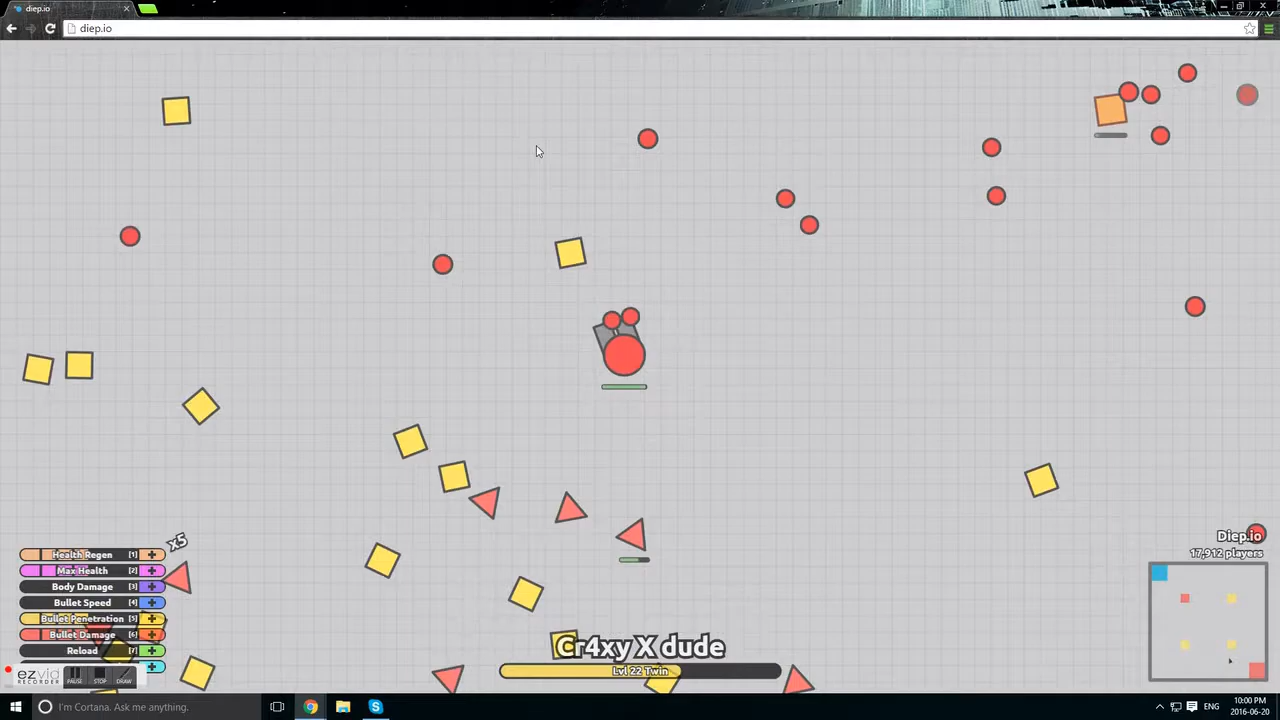 diep.io
diep.io
x5
Health Regen [1] +
Max Health [2] +
Body Damage [3] +
Bullet Speed [4] +
Bullet Penetration [5] +
Bullet Damage [6] +
Reload [7] +
ezvid
RECORDER
PAUSE
STOP
DRAW
Cr4xy X dude
Lvl 22 Twin
Diep.io
17,912 players
I'm Cortana. Ask me anything.
ENG
10:00 PM
2016-06-20